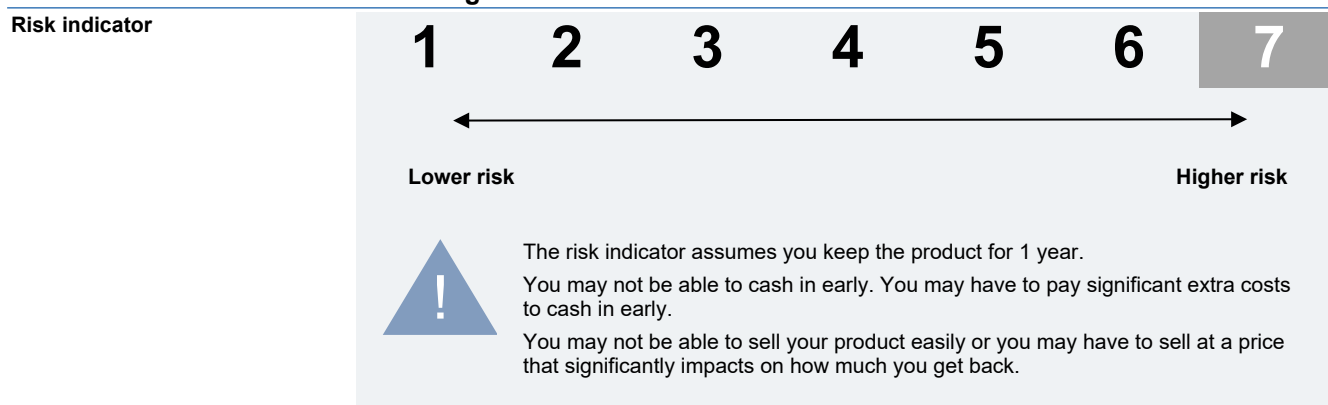 Risk indicator
1 2 3 4 5 6 7
Lower risk Higher risk
!
The risk indicator assumes you keep the product for 1 year.
You may not be able to cash in early. You may have to pay significant extra costs
to cash in early.
You may not be able to sell your product easily or you may have to sell at a price
that significantly impacts on how much you get back.